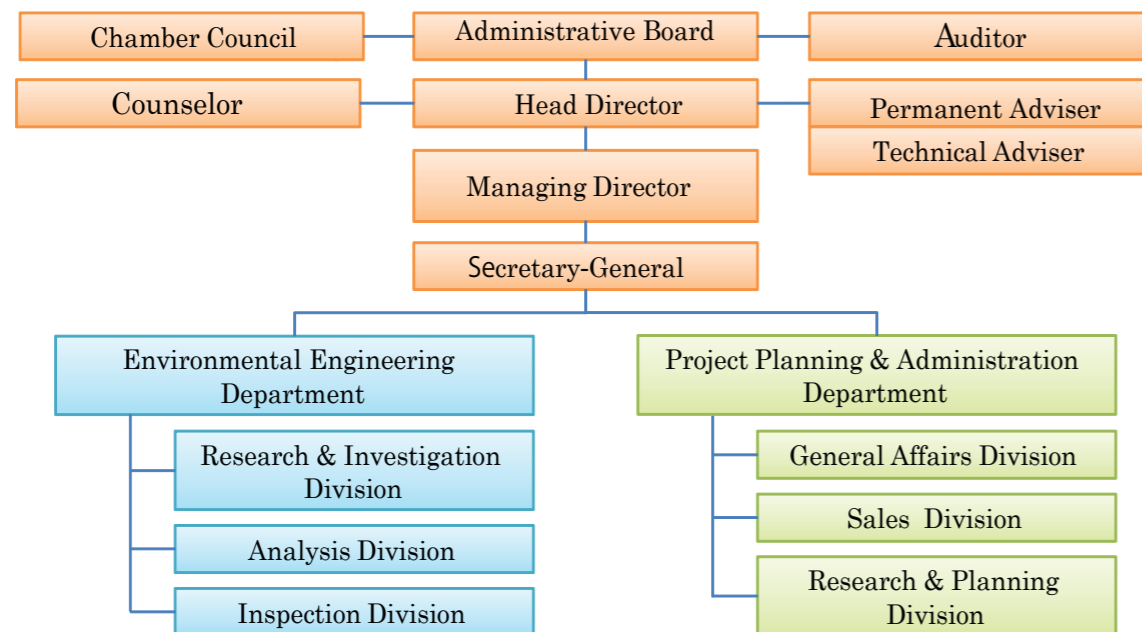 Chamber Council
Administrative Board
Auditor
Counselor
Head Director
Permanent Adviser
Technical Adviser
Managing Director
Secretary-General
Environmental Engineering
Department
Project Planning & Administration
Department
Research & Investigation
Division
General Affairs Division
Analysis Division
Sales Division
Inspection Division
Research & Planning
Division